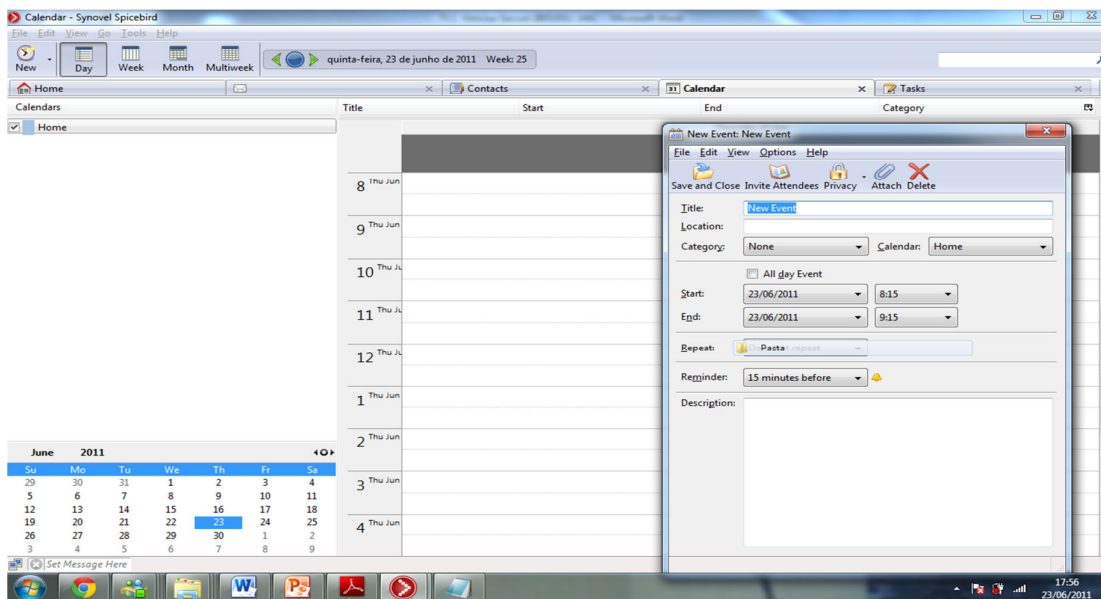 Calendar - Synovel Spicebird
File Edit View Go Tools Help
New Day Week Month Multiweek quinta-feira, 23 de junho de 2011 Week: 25
Home Contacts 31 Calendar Tasks
Calendars Title Start End Category
Home
8 Thu Jun
9 Thu Jun
10 Thu Ju
11 Thu Ju
12 Thu Ju
1 Thu Jun
2 Thu Jun
3 Thu Jun
4 Thu Jun
New Event: New Event
File Edit View Options Help
Save and Close Invite Attendees Privacy Attach Delete
Title: New Event
Location:
Category: None Calendar: Home
All day Event
Start: 23/06/2011 8:15
End: 23/06/2011 9:15
Repeat: Pasta repeat
Reminder: 15 minutes before
Description:
June 2011
Su Mo Tu We Th Fr Sa
29 30 31 1 2 3 4
5 6 7 8 9 10 11
12 13 14 15 16 17 18
19 20 21 22 23 24 25
26 27 28 29 30 1 2
3 4 5 6 7 8 9
Set Message Here
17:56
23/06/2011